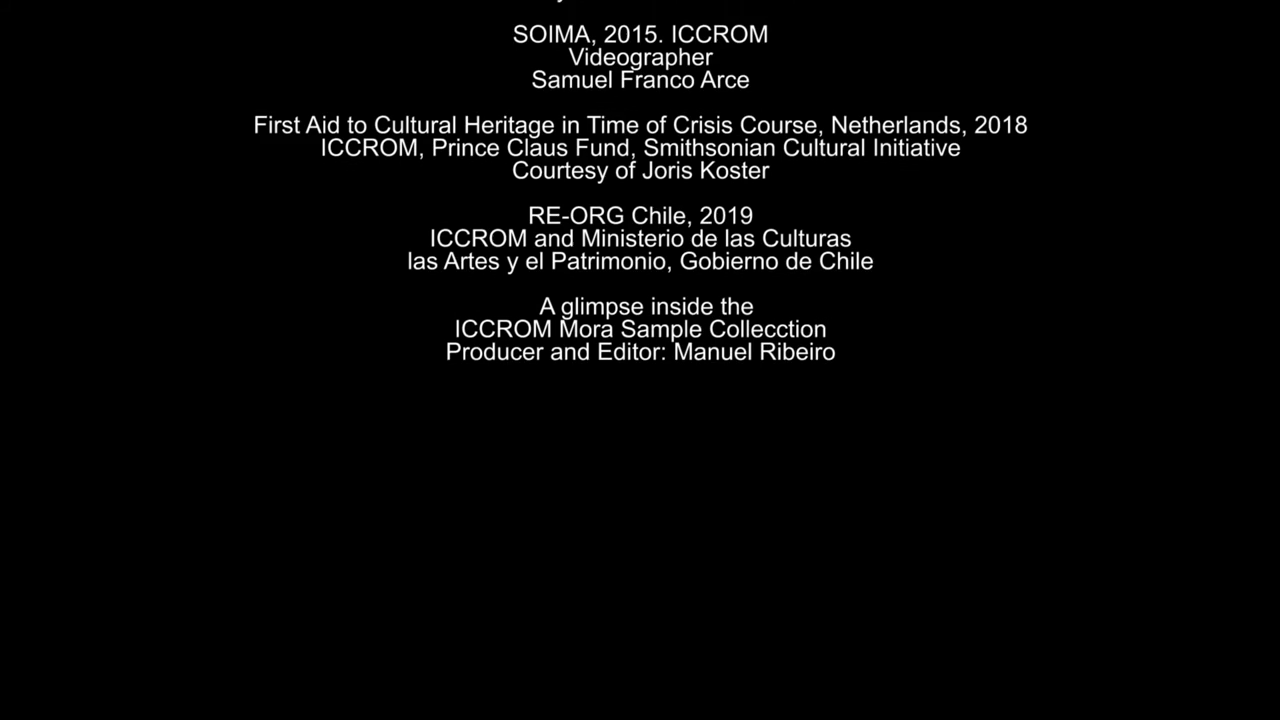 SOIMA, 2015. ICCROM
Videographer
Samuel Franco Arce
First Aid to Cultural Heritage in Time of Crisis Course, Netherlands, 2018
ICCROM, Prince Claus Fund, Smithsonian Cultural Initiative
Courtesy of Joris Koster
RE-ORG Chile, 2019
ICCROM and Ministerio de las Culturas
las Artes y el Patrimonio, Gobierno de Chile
A glimpse inside the
ICCROM Mora Sample Collecction
Producer and Editor: Manuel Ribeiro